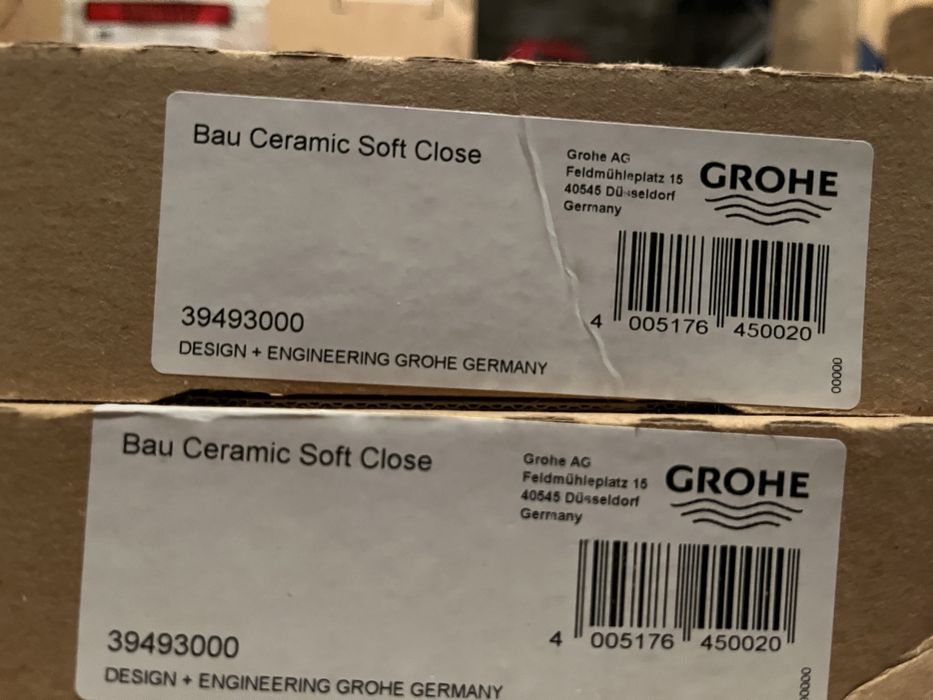 Bau Ceramic Soft Close
Grohe AG
Feldmühleplatz 15
40545 Düsseldorf
Germany
GROHE
4 005176 450020
39493000
DESIGN + ENGINEERING GROHE GERMANY
00000
Bau Ceramic Soft Close
Grohe AG
Feldmühleplatz 15
40545 Düsseldorf
Germany
GROHE
4 005176 450020
39493000
DESIGN + ENGINEERING GROHE GERMANY